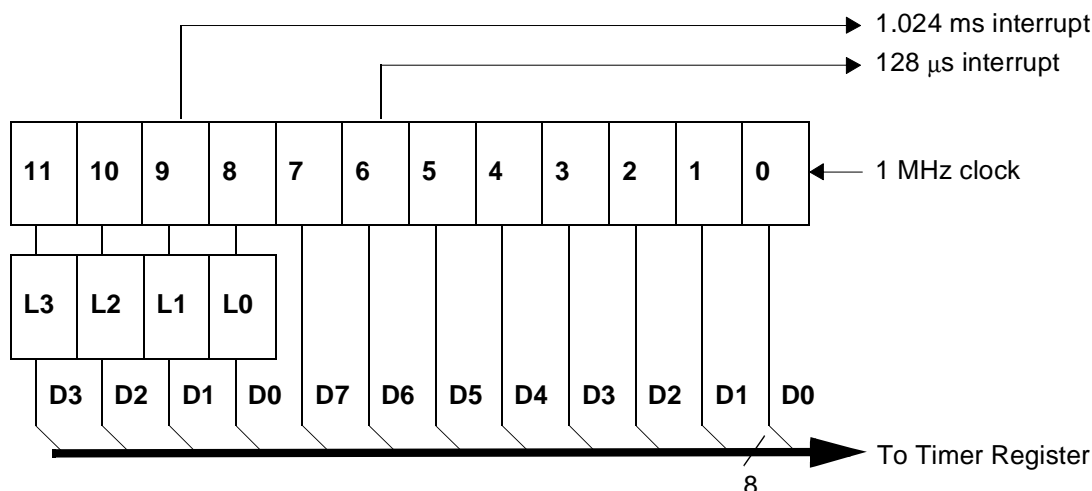 1.024 ms interrupt
128 μs interrupt
11 10 9 8 7 6 5 4 3 2 1 0
1 MHz clock
L3 L2 L1 L0
D3 D2 D1 D0 D7 D6 D5 D4 D3 D2 D1 D0
To Timer Register
8